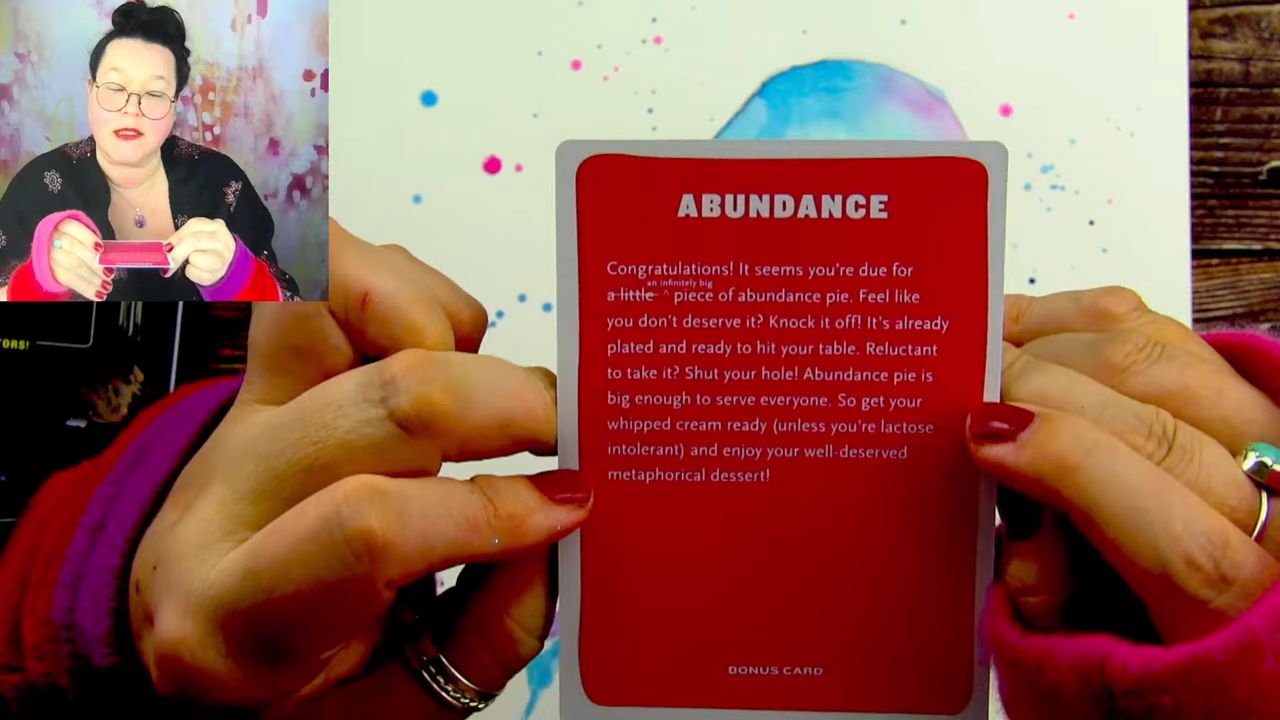 TORS!
ABUNDANCE
Congratulations! It seems you're due for
an infinitely big
a little ^ piece of abundance pie. Feel like
you don't deserve it? Knock it off! It's already
plated and ready to hit your table. Reluctant
to take it? Shut your hole! Abundance pie is
big enough to serve everyone. So get your
whipped cream ready (unless you're lactose
intolerant) and enjoy your well-deserved
metaphorical dessert!
BONUS CARD